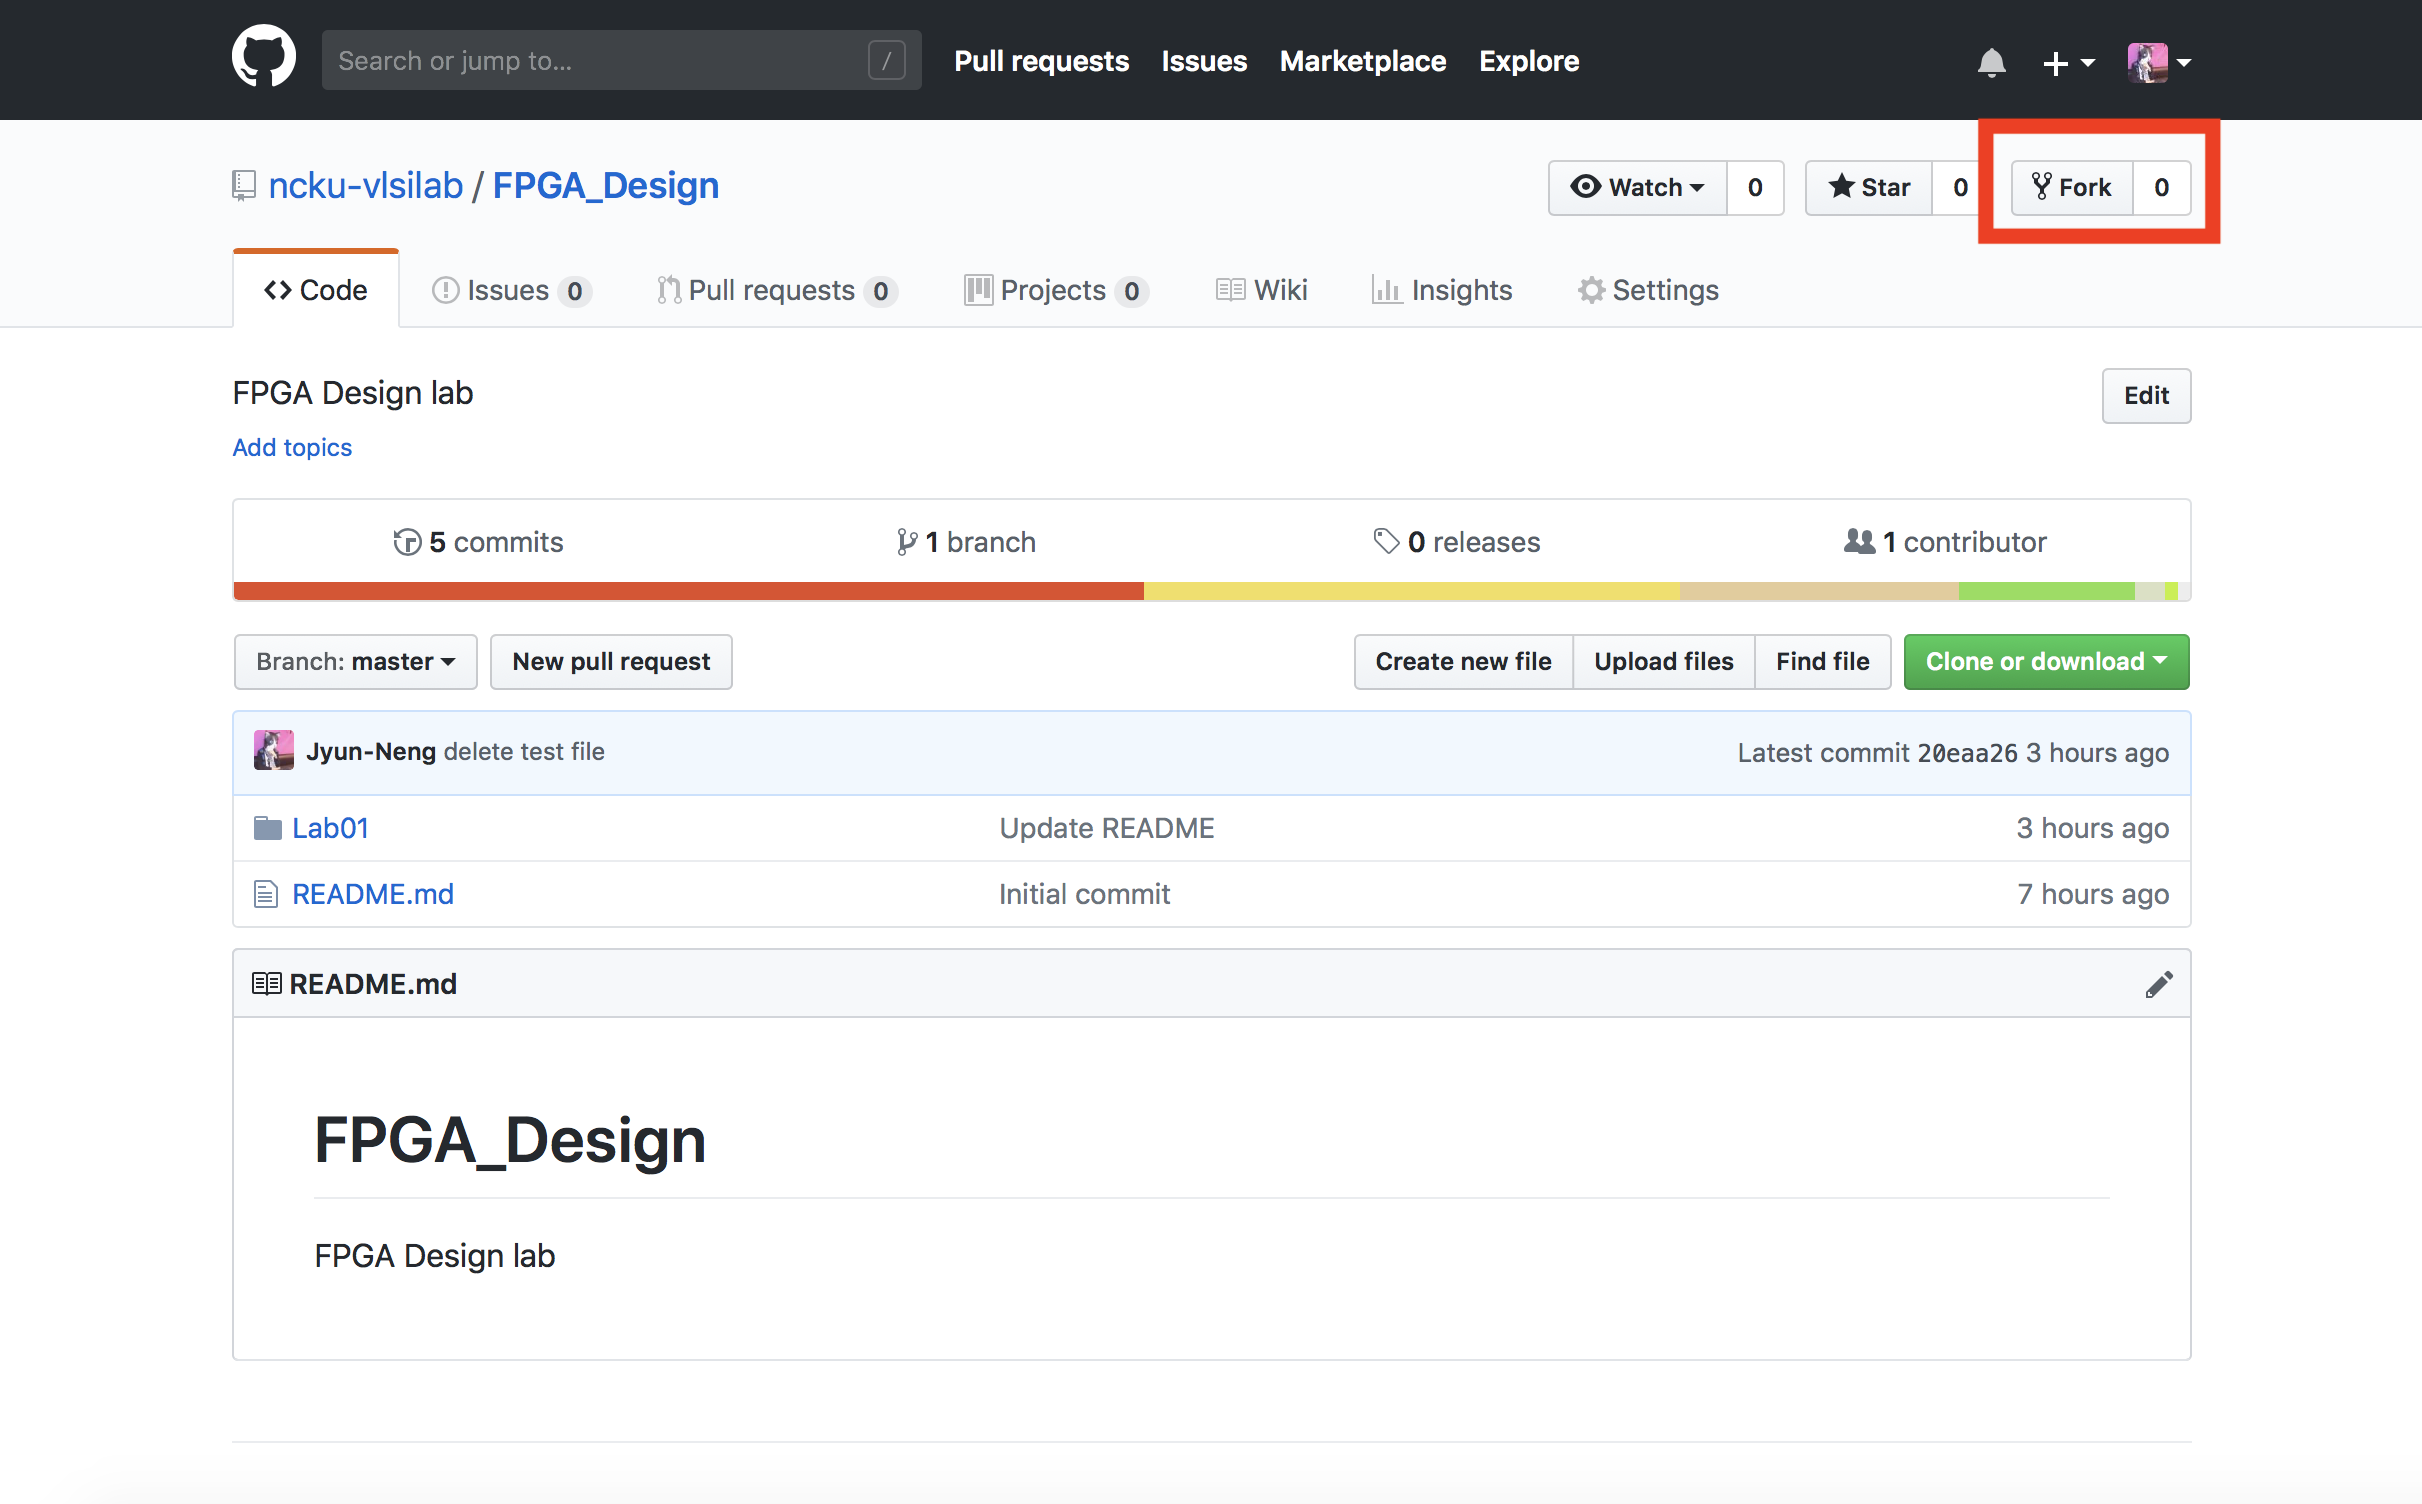 Search or jump to... /
Pull requests Issues Marketplace Explore
ncku-vlsilab / FPGA_Design
Watch 0 Star 0 Fork 0
Code Issues 0 Pull requests 0 Projects 0 Wiki Insights Settings
FPGA Design lab
Edit
Add topics
5 commits 1 branch 0 releases 1 contributor
Branch: master New pull request Create new file Upload files Find file Clone or download
Jyun-Neng delete test file Latest commit 20eaa26 3 hours ago
Lab01 Update README 3 hours ago
README.md Initial commit 7 hours ago
README.md
FPGA_Design
FPGA Design lab